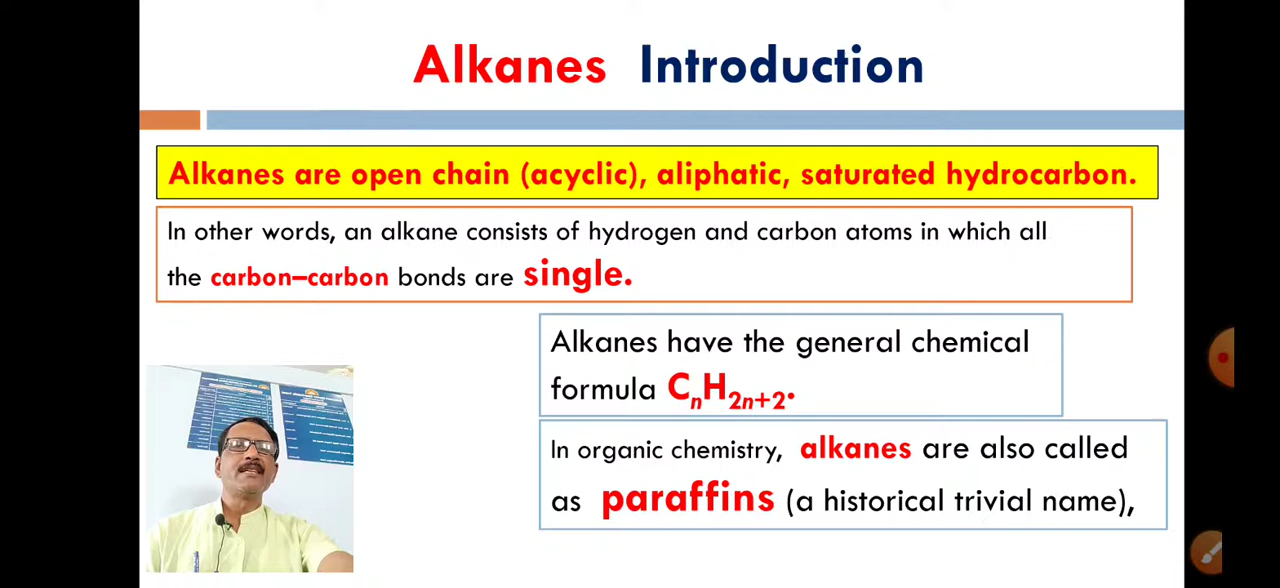 Alkanes Introduction
Alkanes are open chain (acyclic), aliphatic, saturated hydrocarbon.
In other words, an alkane consists of hydrogen and carbon atoms in which all
the carbon–carbon bonds are single.
Alkanes have the general chemical
formula CₙH₂ₙ₊₂.
In organic chemistry, alkanes are also called
as paraffins (a historical trivial name),